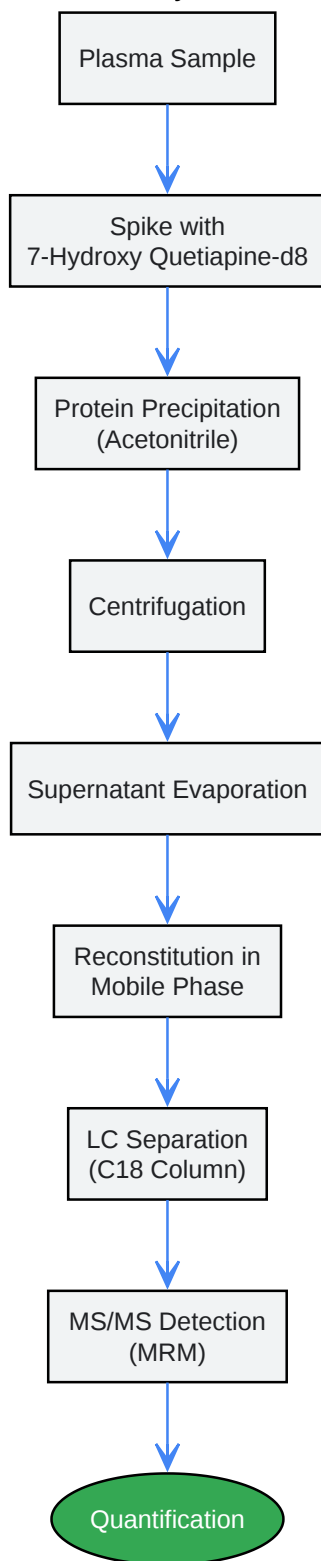 Plasma Sample
Spike with
7-Hydroxy Quetiapine-d8
Protein Precipitation
(Acetonitrile)
Centrifugation
Supernatant Evaporation
Reconstitution in
Mobile Phase
LC Separation
(C18 Column)
MS/MS Detection
(MRM)
Quantification